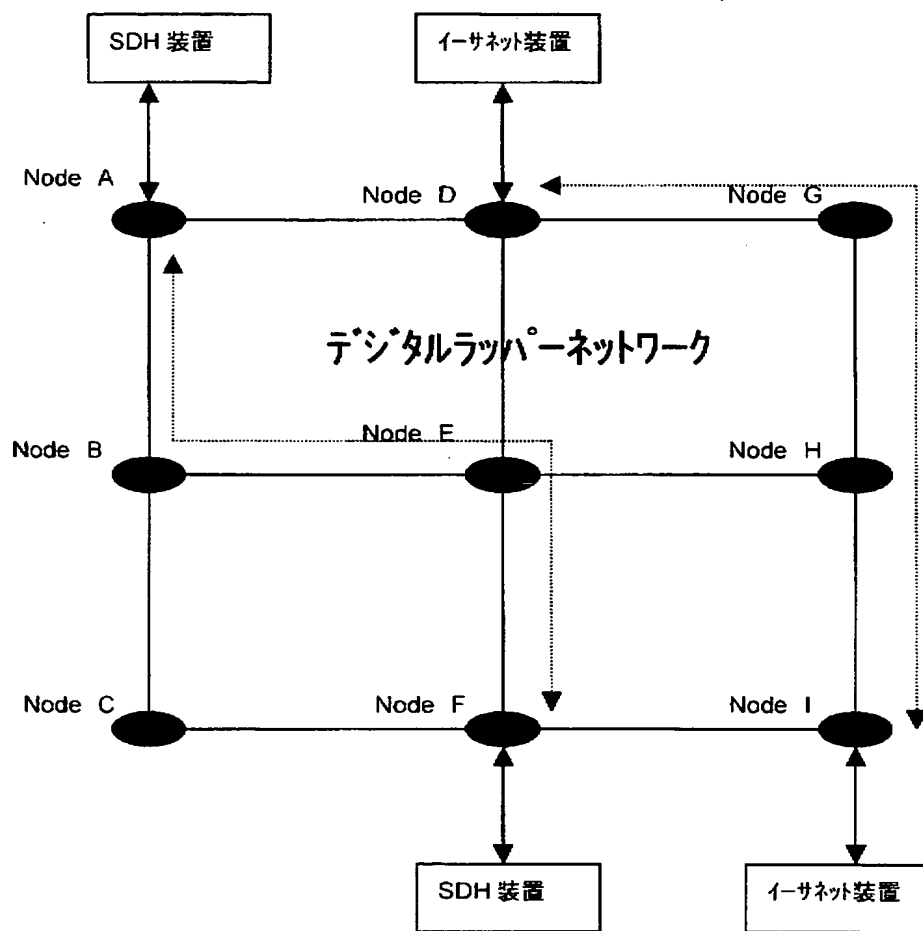 SDH 装置
イーサネット装置
Node A
Node D
Node G
デジタルラッパーネットワーク
Node B
Node E
Node H
Node C
Node F
Node I
SDH 装置
イーサネット装置